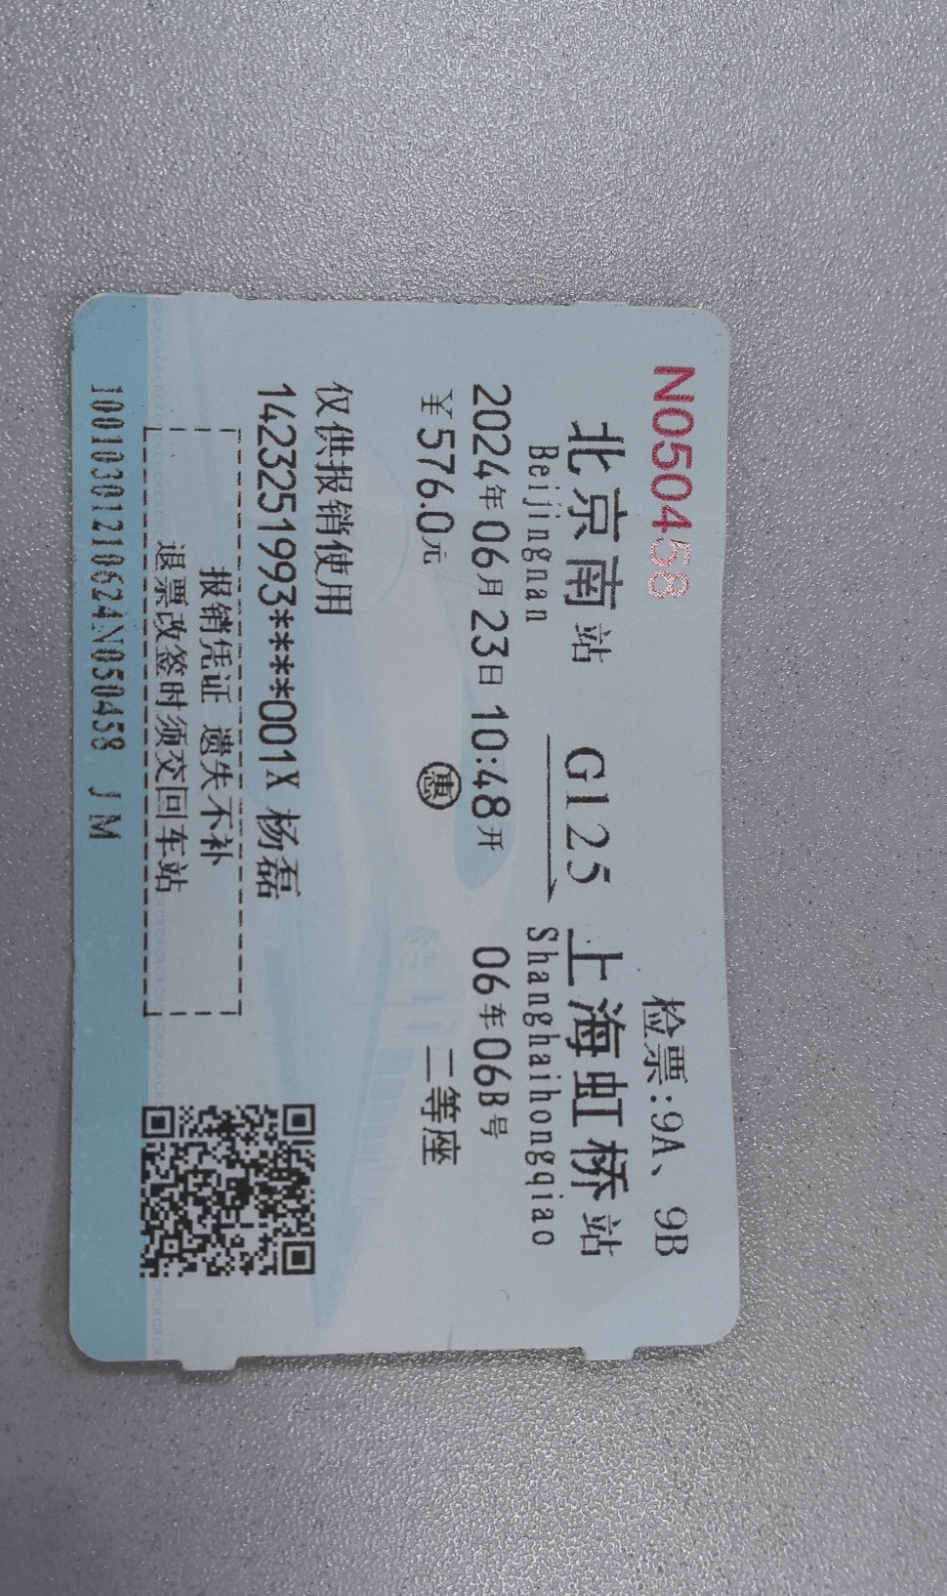 N050458 检票:9A、9B
北京南站 G125 上海虹桥站
Beijingnan Shanghaihongqiao
2024年06月23日 10:48开 06车06B号
￥576.0元 惠 二等座
仅供报销使用
1423251993****001X 杨磊
报销凭证 遗失不补
退票改签时须交回车站
10010301210624N050458 JM